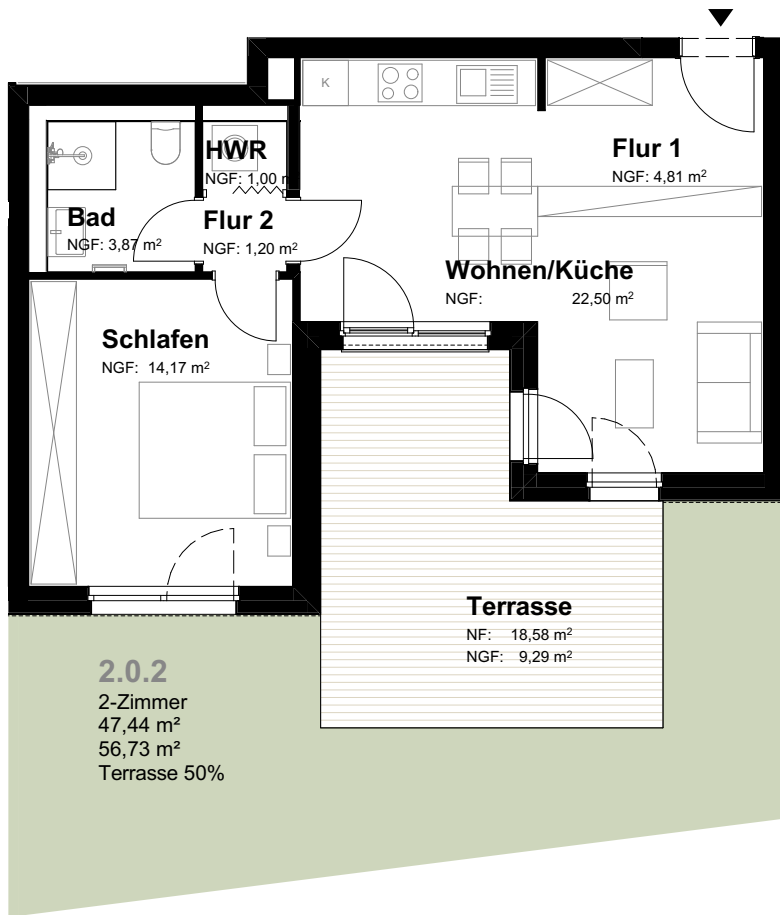 K
HWR
NGF: 1,00 m
Flur 1
NGF: 4,81 m²
Bad
NGF: 3,87 m²
Flur 2
NGF: 1,20 m²
Wohnen/Küche
NGF: 22,50 m²
Schlafen
NGF: 14,17 m²
Terrasse
NF: 18,58 m²
NGF: 9,29 m²
2.0.2
2-Zimmer
47,44 m²
56,73 m²
Terrasse 50%